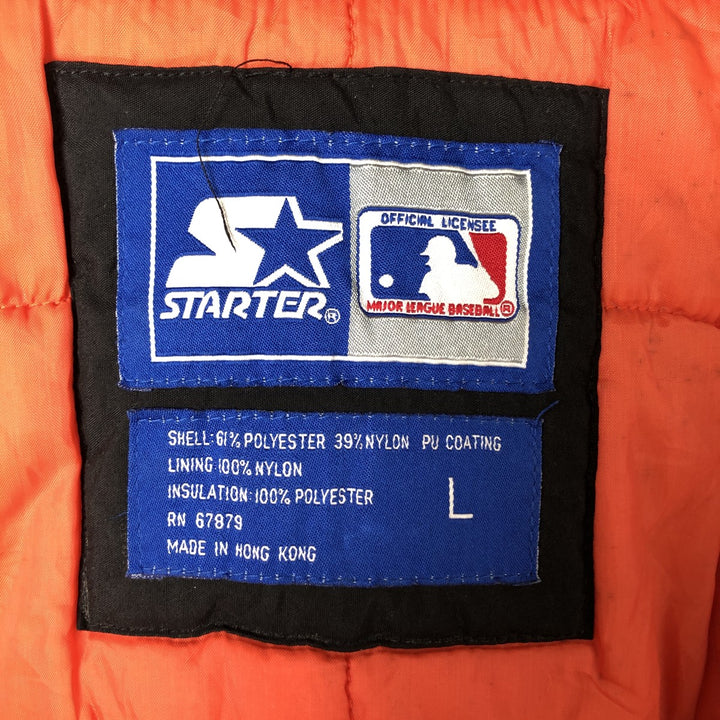 STARTER®
OFFICIAL LICENSEE
MAJOR LEAGUE BASEBALL®
SHELL: 61% POLYESTER 39% NYLON PU COATING
LINING 100% NYLON
INSULATION: 100% POLYESTER
RN 67879
MADE IN HONG KONG
L